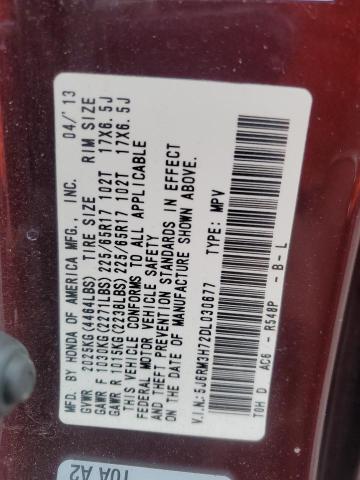 MFD. BY HONDA OF AMERICA MFG., INC. 04/13
GVWR 2025KG(4464LBS) TIRE SIZE RIM SIZE
GAWR F 1030KG(2271LBS) 225/65R17 102T 17X6.5J
GAWR R 1015KG(2238LBS) 225/65R17 102T 17X6.5J
THIS VEHICLE CONFORMS TO ALL APPLICABLE
FEDERAL MOTOR VEHICLE SAFETY
AND THEFT PREVENTION STANDARDS IN EFFECT
ON THE DATE OF MANUFACTURE SHOWN ABOVE.
V.I.N.: 5J6RM3H72DL030677 TYPE: MPV
T0H D AC6 - R548P - B - L
T0A A2